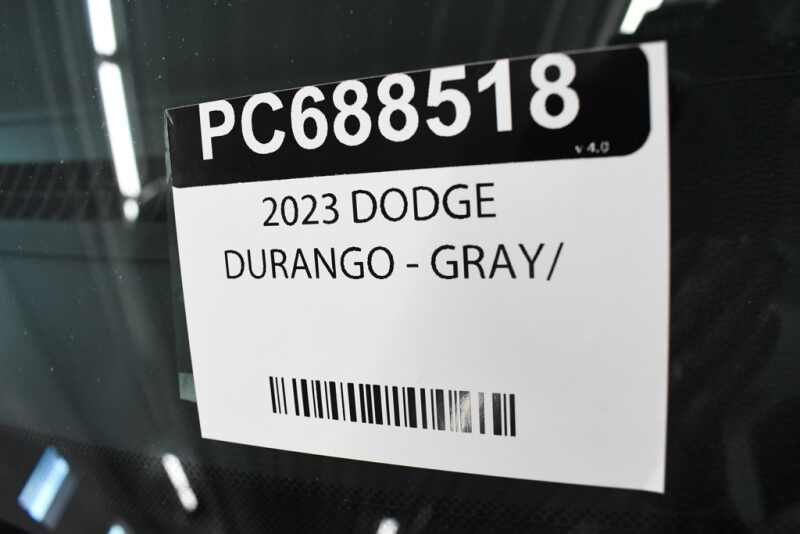 PC688518
v 4.0
2023 DODGE
DURANGO - GRAY/